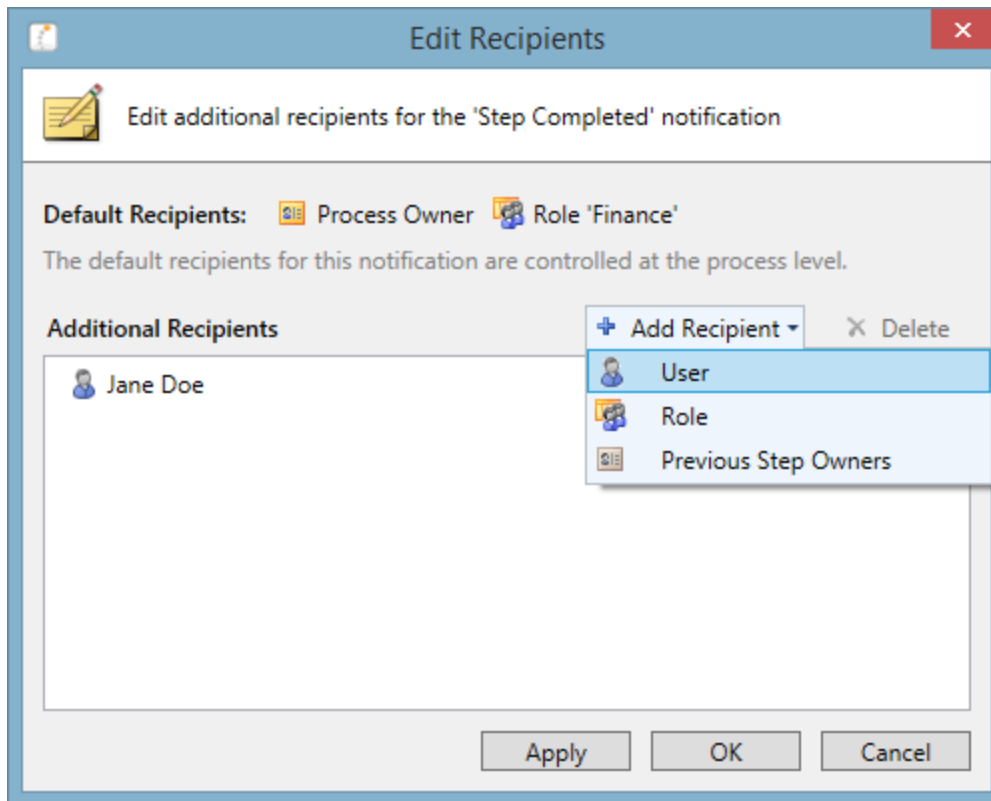 Edit Recipients
Edit additional recipients for the 'Step Completed' notification
Default Recipients: Process Owner Role 'Finance'
The default recipients for this notification are controlled at the process level.
Additional Recipients Add Recipient Delete
Jane Doe
User
Role
Previous Step Owners
Apply OK Cancel